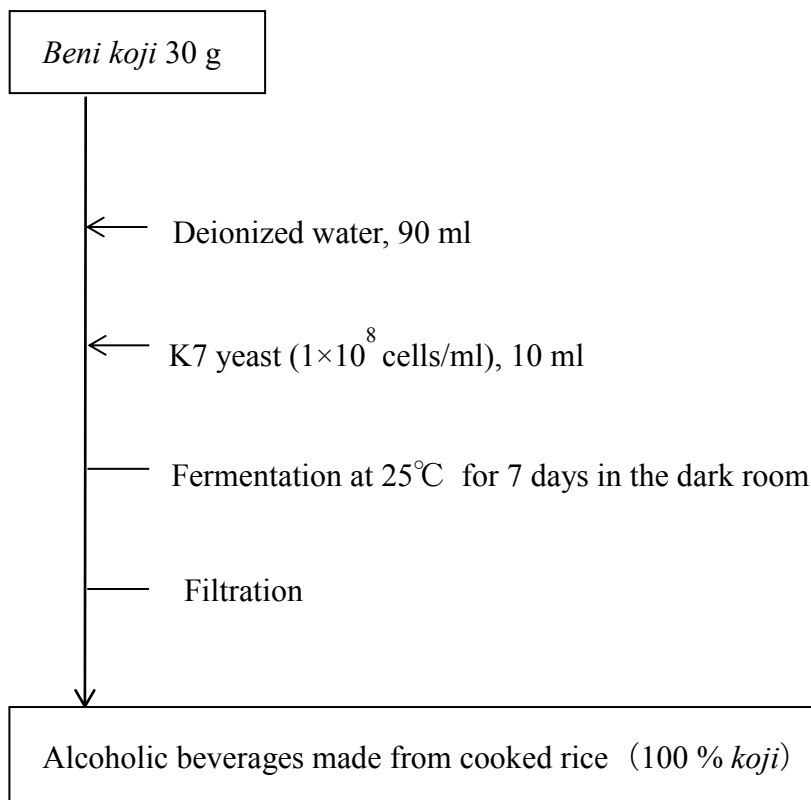 Beni koji 30 g
Deionized water, 90 ml
K7 yeast (1×10⁸ cells/ml), 10 ml
Fermentation at 25℃ for 7 days in the dark room
Filtration
Alcoholic beverages made from cooked rice（100 % koji）